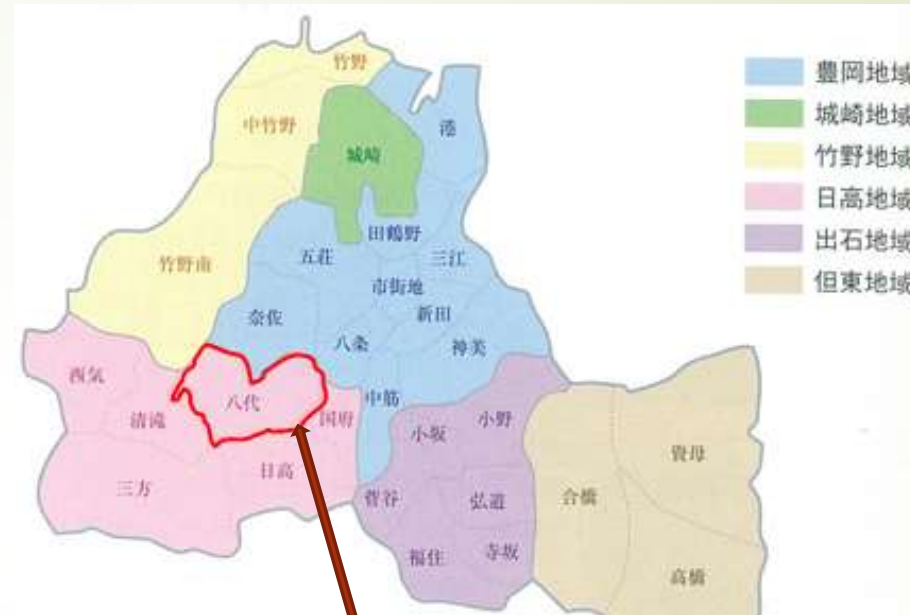 竹野
中竹野
港
城崎
田鶴野
五荘
三江
竹野南
市街地
新田
奈佐
八条
神美
西気
八代
中筋
清滝
国府
小坂
小野
日高
三方
資母
菅谷
弘道
合橋
福住
寺坂
高橋
豊岡地域
城崎地域
竹野地域
日高地域
出石地域
但東地域